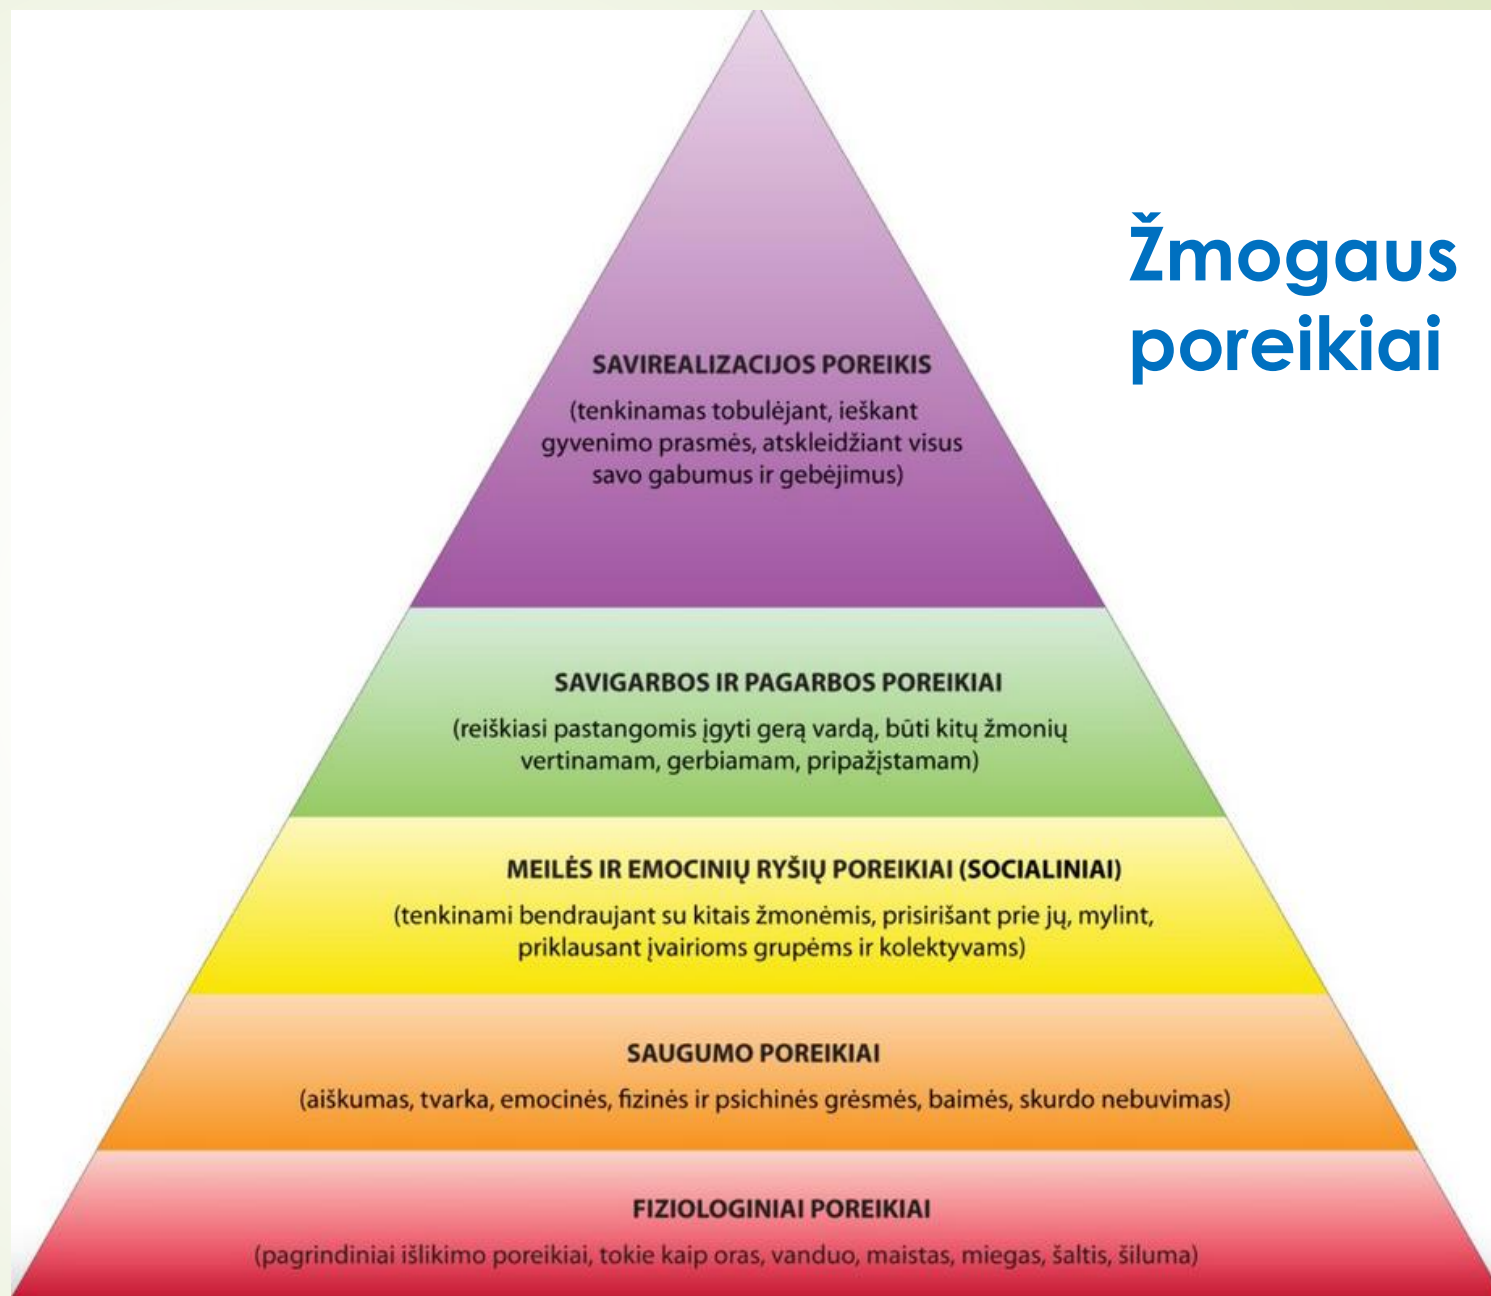 Žmogaus
poreikiai
SAVIREALIZACIJOS POREIKIS
(tenkinamas tobulėjant, ieškant
gyvenimo prasmės, atskleidžiant visus
savo gabumus ir gebėjimus)
SAVIGARBOS IR PAGARBOS POREIKIAI
(reiškiasi pastangomis įgyti gerą vardą, būti kitų žmonių
vertinamam, gerbiamam, pripažįstamam)
MEILĖS IR EMOCINIŲ RYŠIŲ POREIKIAI (SOCIALINIAI)
(tenkinami bendraujant su kitais žmonėmis, prisirišant prie jų, mylint,
priklausant įvairioms grupėms ir kolektyvams)
SAUGUMO POREIKIAI
(aiškumas, tvarka, emocinės, fizinės ir psichinės grėsmės, baimės, skurdo nebuvimas)
FIZIOLOGINIAI POREIKIAI
(pagrindiniai išlikimo poreikiai, tokie kaip oras, vanduo, maistas, miegas, šaltis, šiluma)